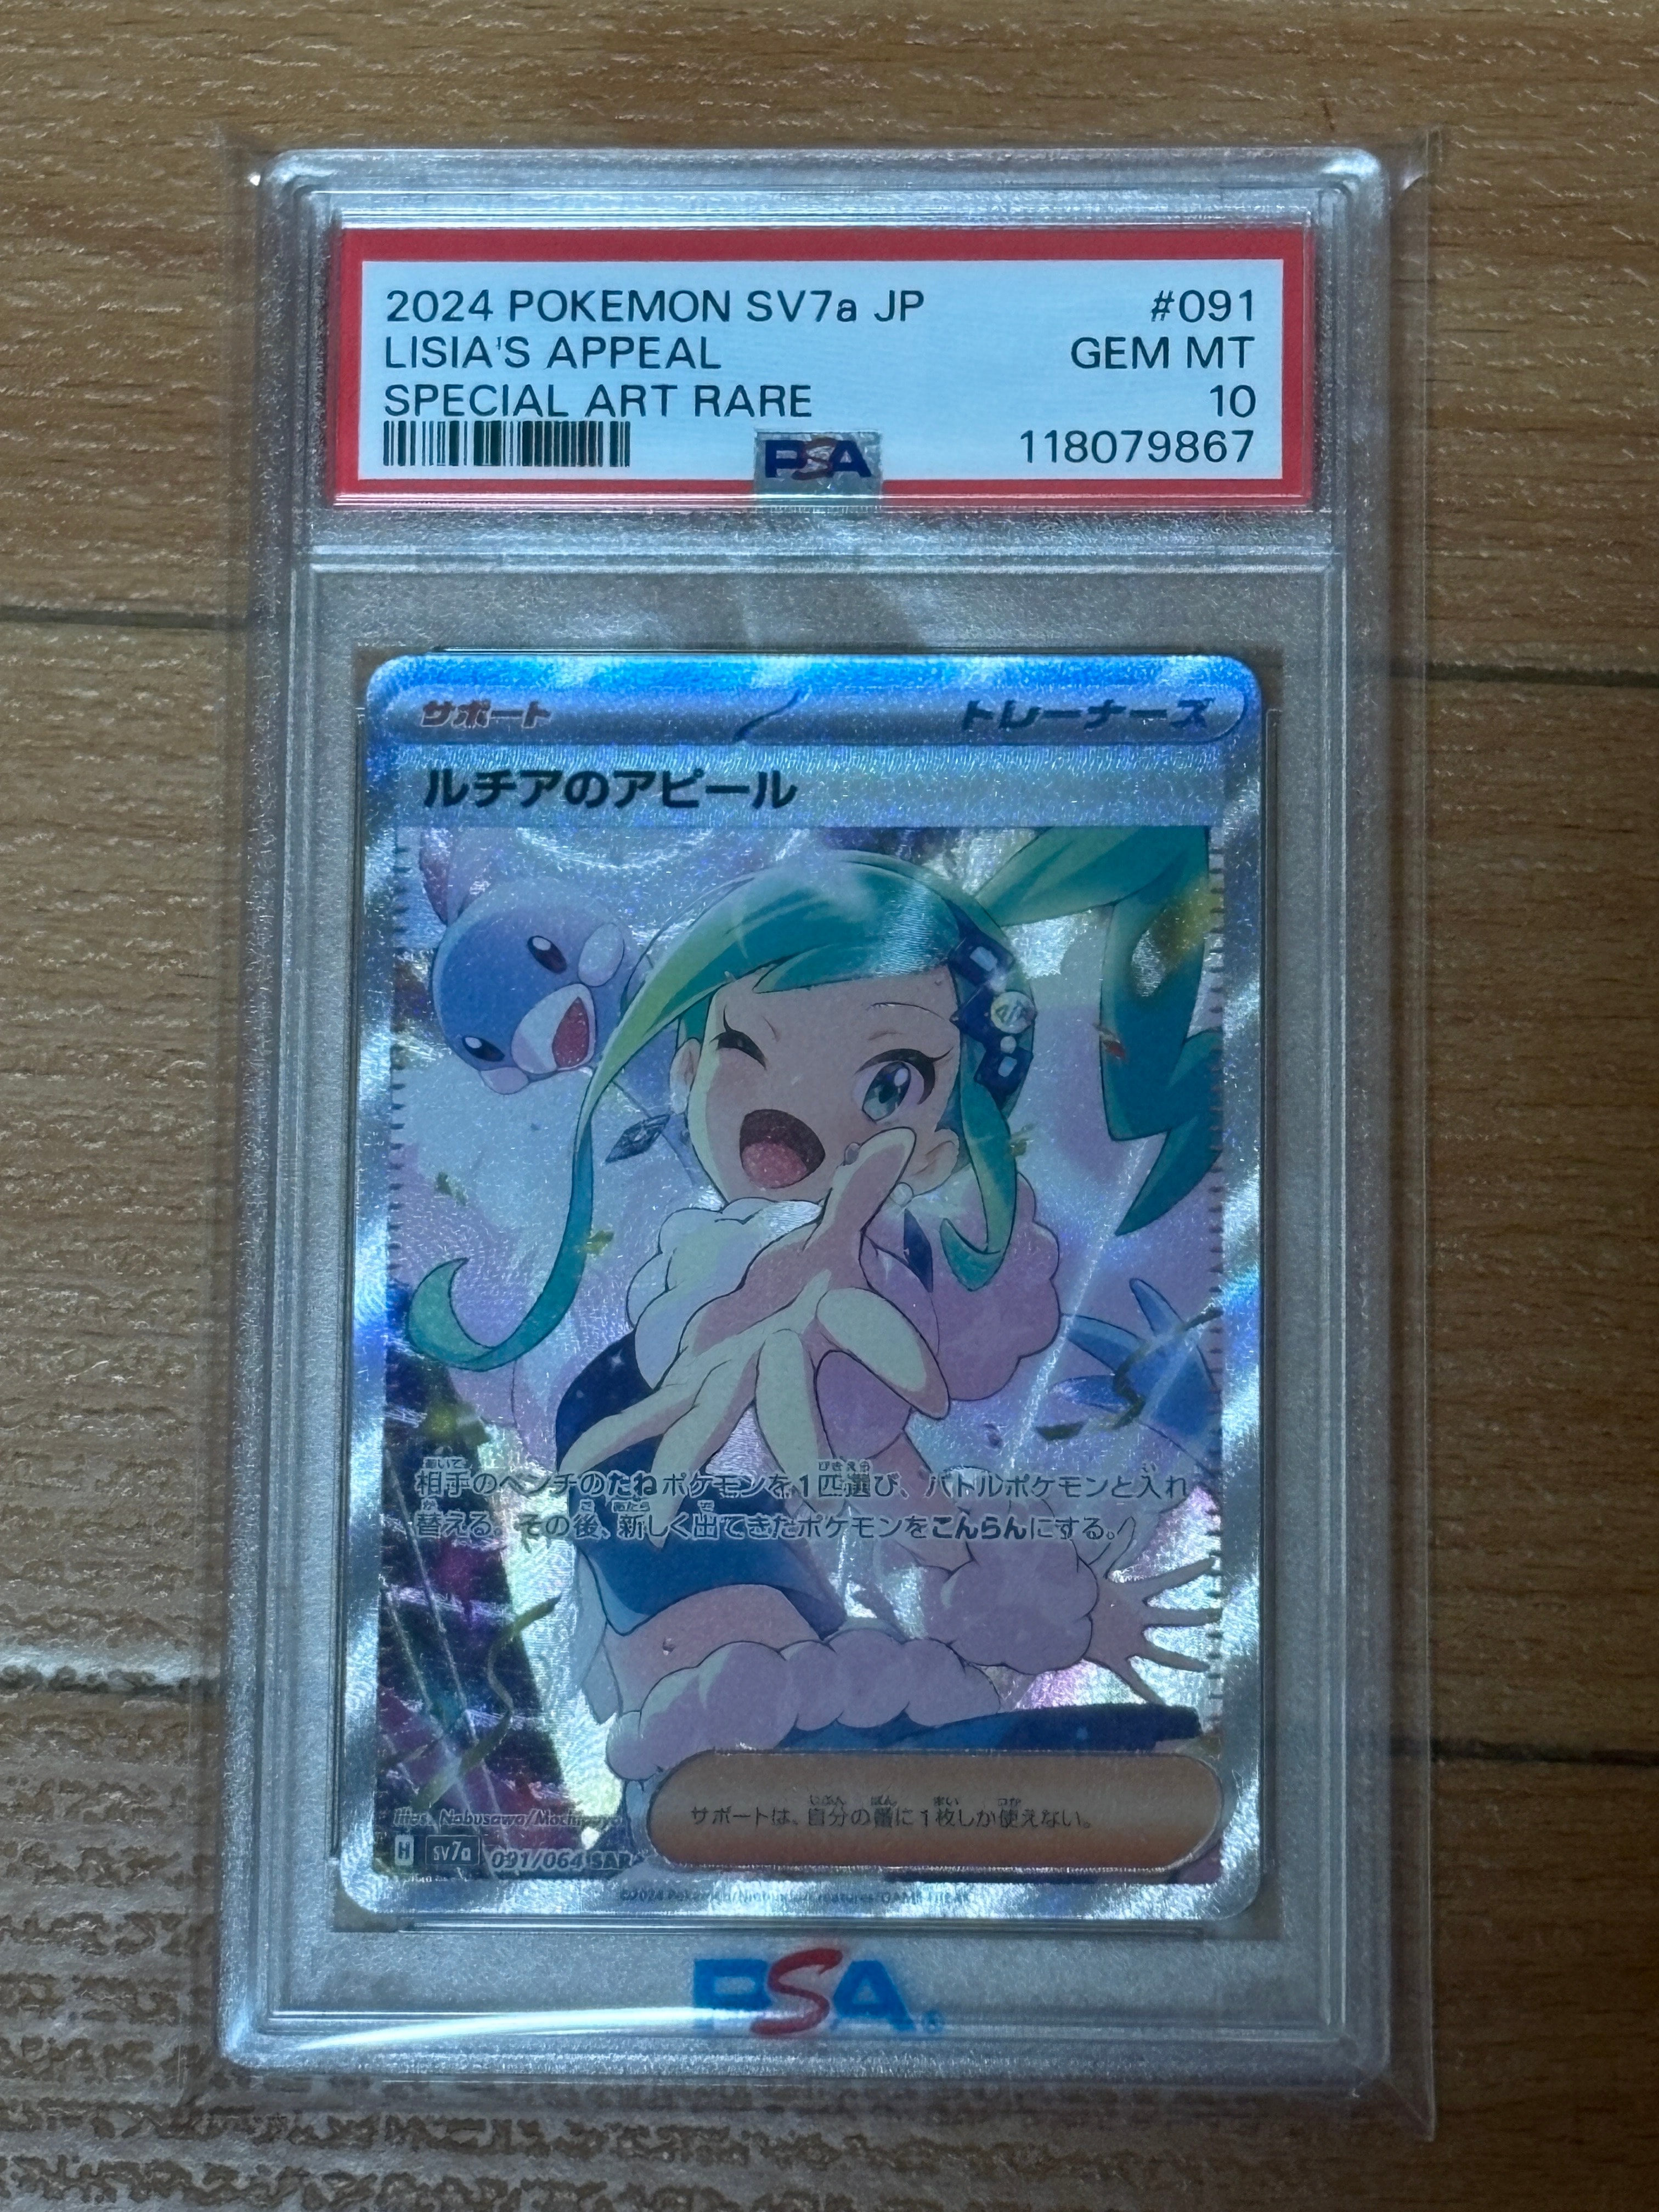 2024 POKEMON SV7a JP #091
LISIA'S APPEAL GEM MT
SPECIAL ART RARE 10
PSA 118079867
サポート トレーナーズ
ルチアのアピール
相手のベンチのたねポケモンを1匹選び、バトルポケモンと入れ
替える。その後、新しく出てきたポケモンをこんらんにする。
サポートは、自分の番に1枚しか使えない。
Illus.
H SV7a 091/064 SAR
PSA